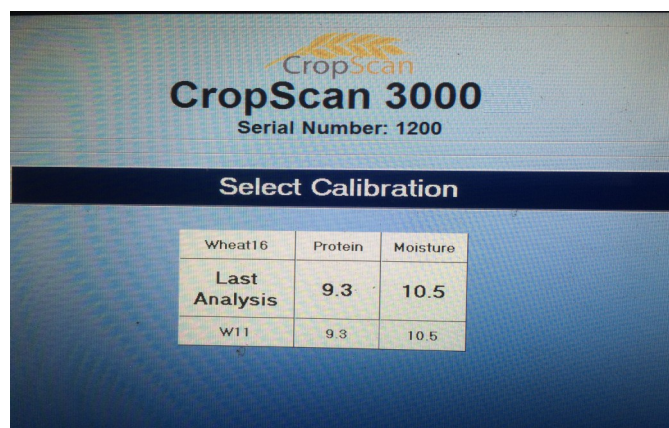 CropScan
CropScan 3000
Serial Number: 1200
Select Calibration
Wheat16 Protein Moisture
Last Analysis 9.3 10.5
W11 9.3 10.5